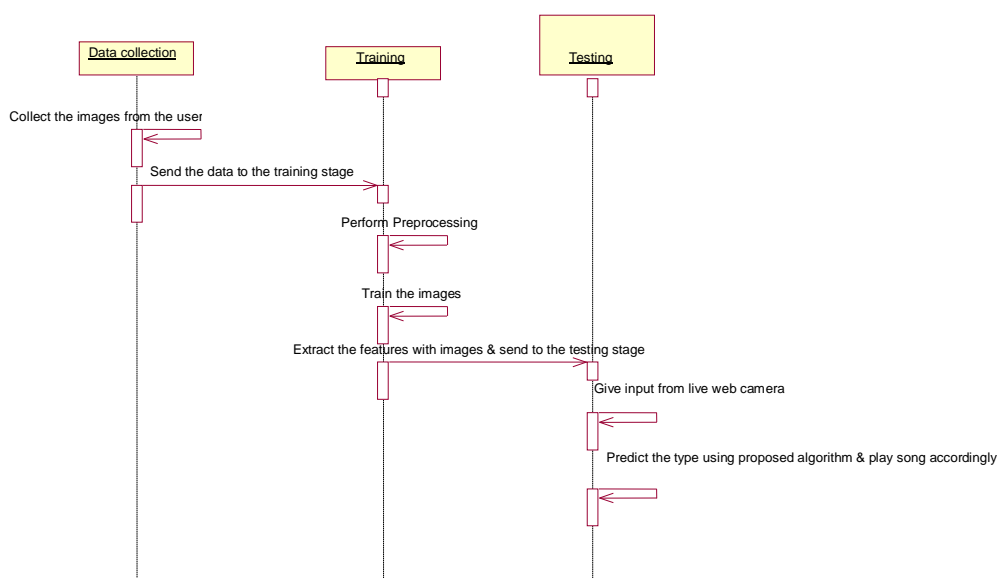 Data collection
Training
Testing
Collect the images from the user
Send the data to the training stage
Perform Preprocessing
Train the images
Extract the features with images & send to the testing stage
Give input from live web camera
Predict the type using proposed algorithm & play song accordingly